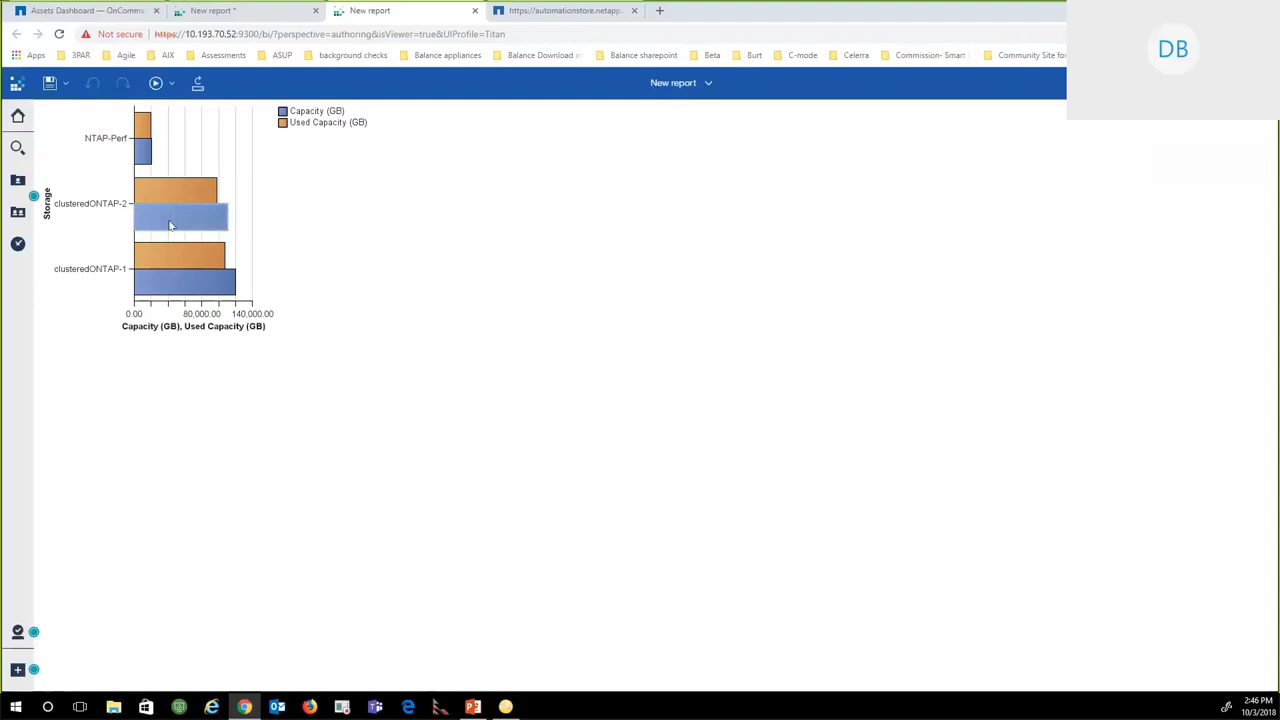 Assets Dashboard — OnComma
New report *
New report
https://automationstore.netapp.
Not secure
https://10.193.70.52:9300/bi/?perspective=authoring&isViewer=true&UIProfile=Titan
Apps
3PAR
Agile
AIX
Assessments
ASUP
background checks
Balance appliances
Balance Download in
Balance sharepoint
Beta
Burt
C-mode
Celerra
Commission- Smart
Community Site for
DB
New report
Capacity (GB)
Used Capacity (GB)
NTAP-Perf
clusteredONTAP-2
clusteredONTAP-1
Storage
0.00
80,000.00
140,000.00
Capacity (GB), Used Capacity (GB)
2:46 PM
10/3/2018